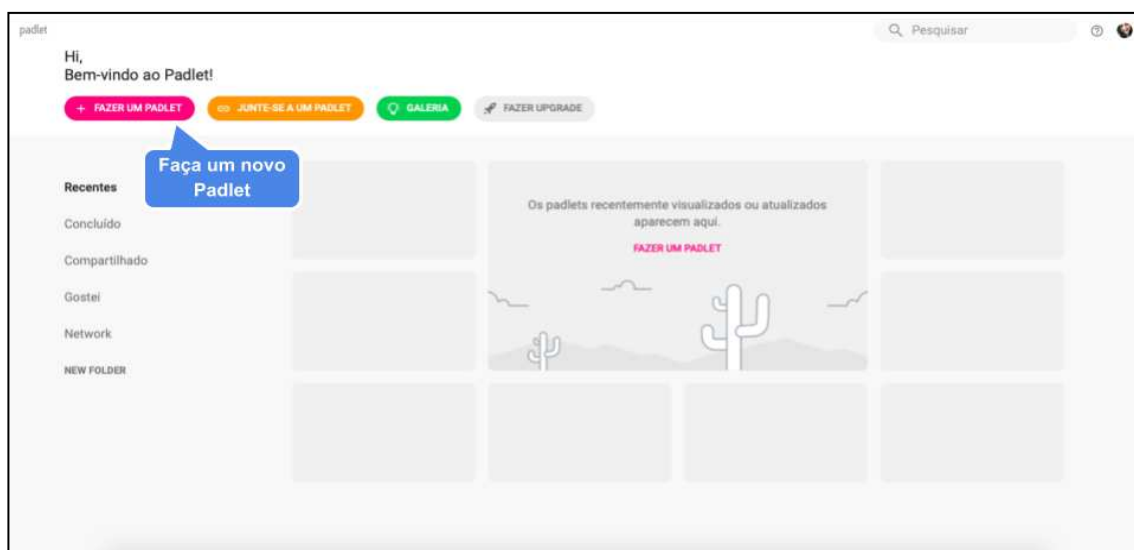 padlet
Pesquisar
Hi,
Bem-vindo ao Padlet!
+ FAZER UM PADLET
JUNTE-SE A UM PADLET
GALERIA
FAZER UPGRADE
Faça um novo
Padlet
Recentes
Concluído
Compartilhado
Gostei
Network
NEW FOLDER
Os padlets recentemente visualizados ou atualizados
aparecem aqui.
FAZER UM PADLET